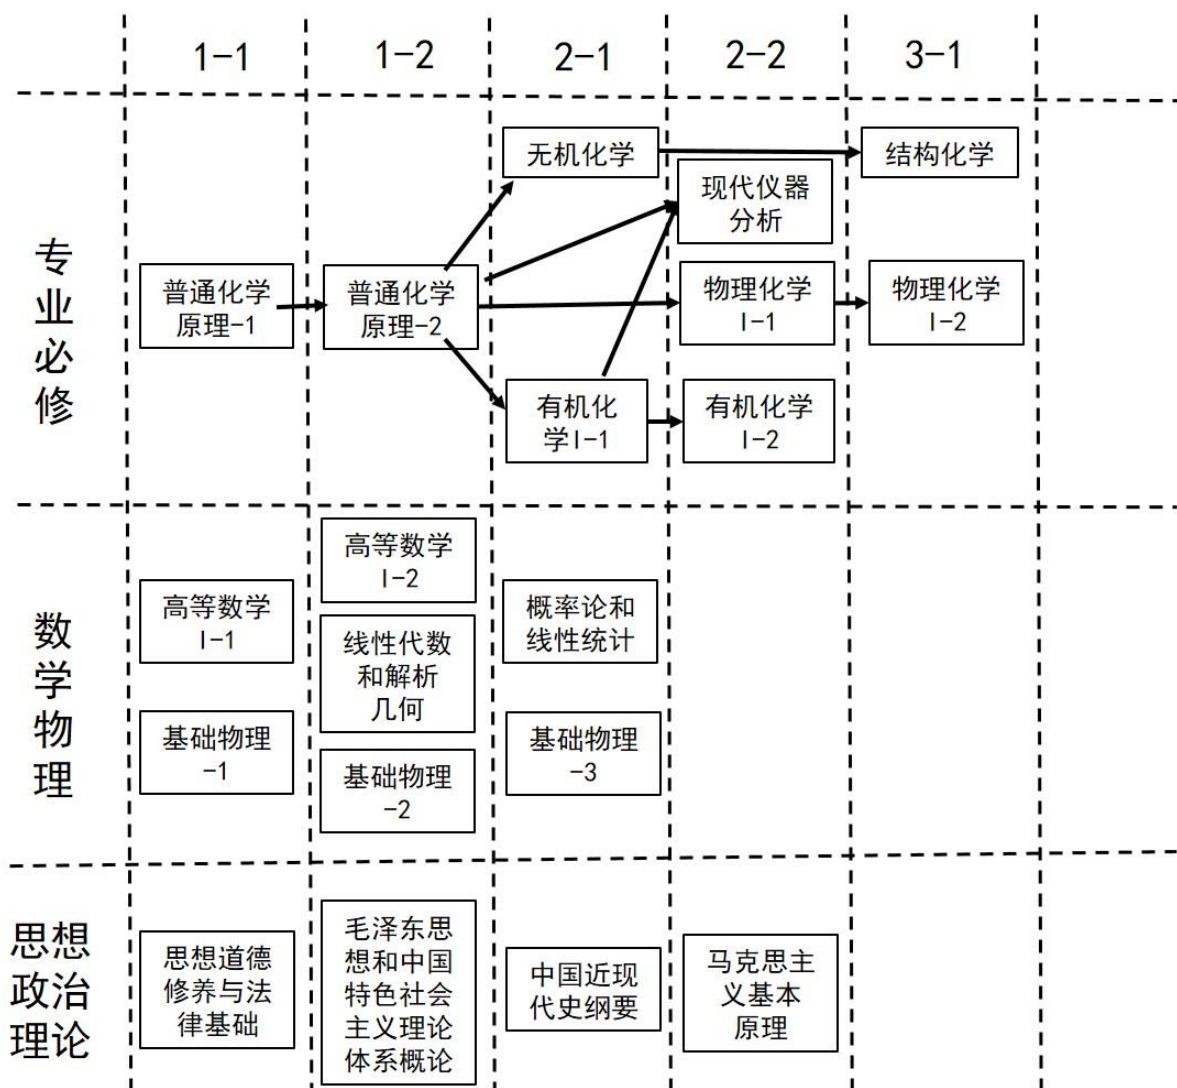 1-1
1-2
2-1
2-2
3-1
专
业
必
修
普通化学
原理-1
普通化学
原理-2
无机化学
有机化
学I-1
现代仪器
分析
物理化学
I-1
有机化学
I-2
结构化学
物理化学
I-2
数
学
物
理
高等数学
I-1
基础物理
-1
高等数学
I-2
线性代数
和解析
几何
基础物理
-2
概率论和
线性统计
基础物理
-3
思想
政治
理论
思想道德
修养与法
律基础
毛泽东思
想和中国
特色社会
主义理论
体系概论
中国近现
代史纲要
马克思主
义基本
原理